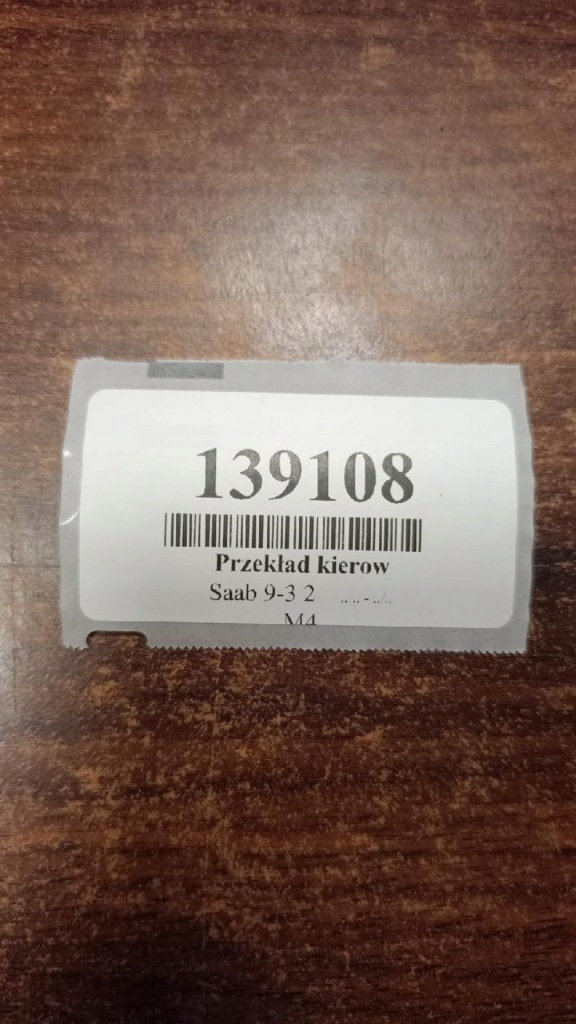 139108
Przekład kierow
Saab 9-3 2 ../.. - ../..
M4